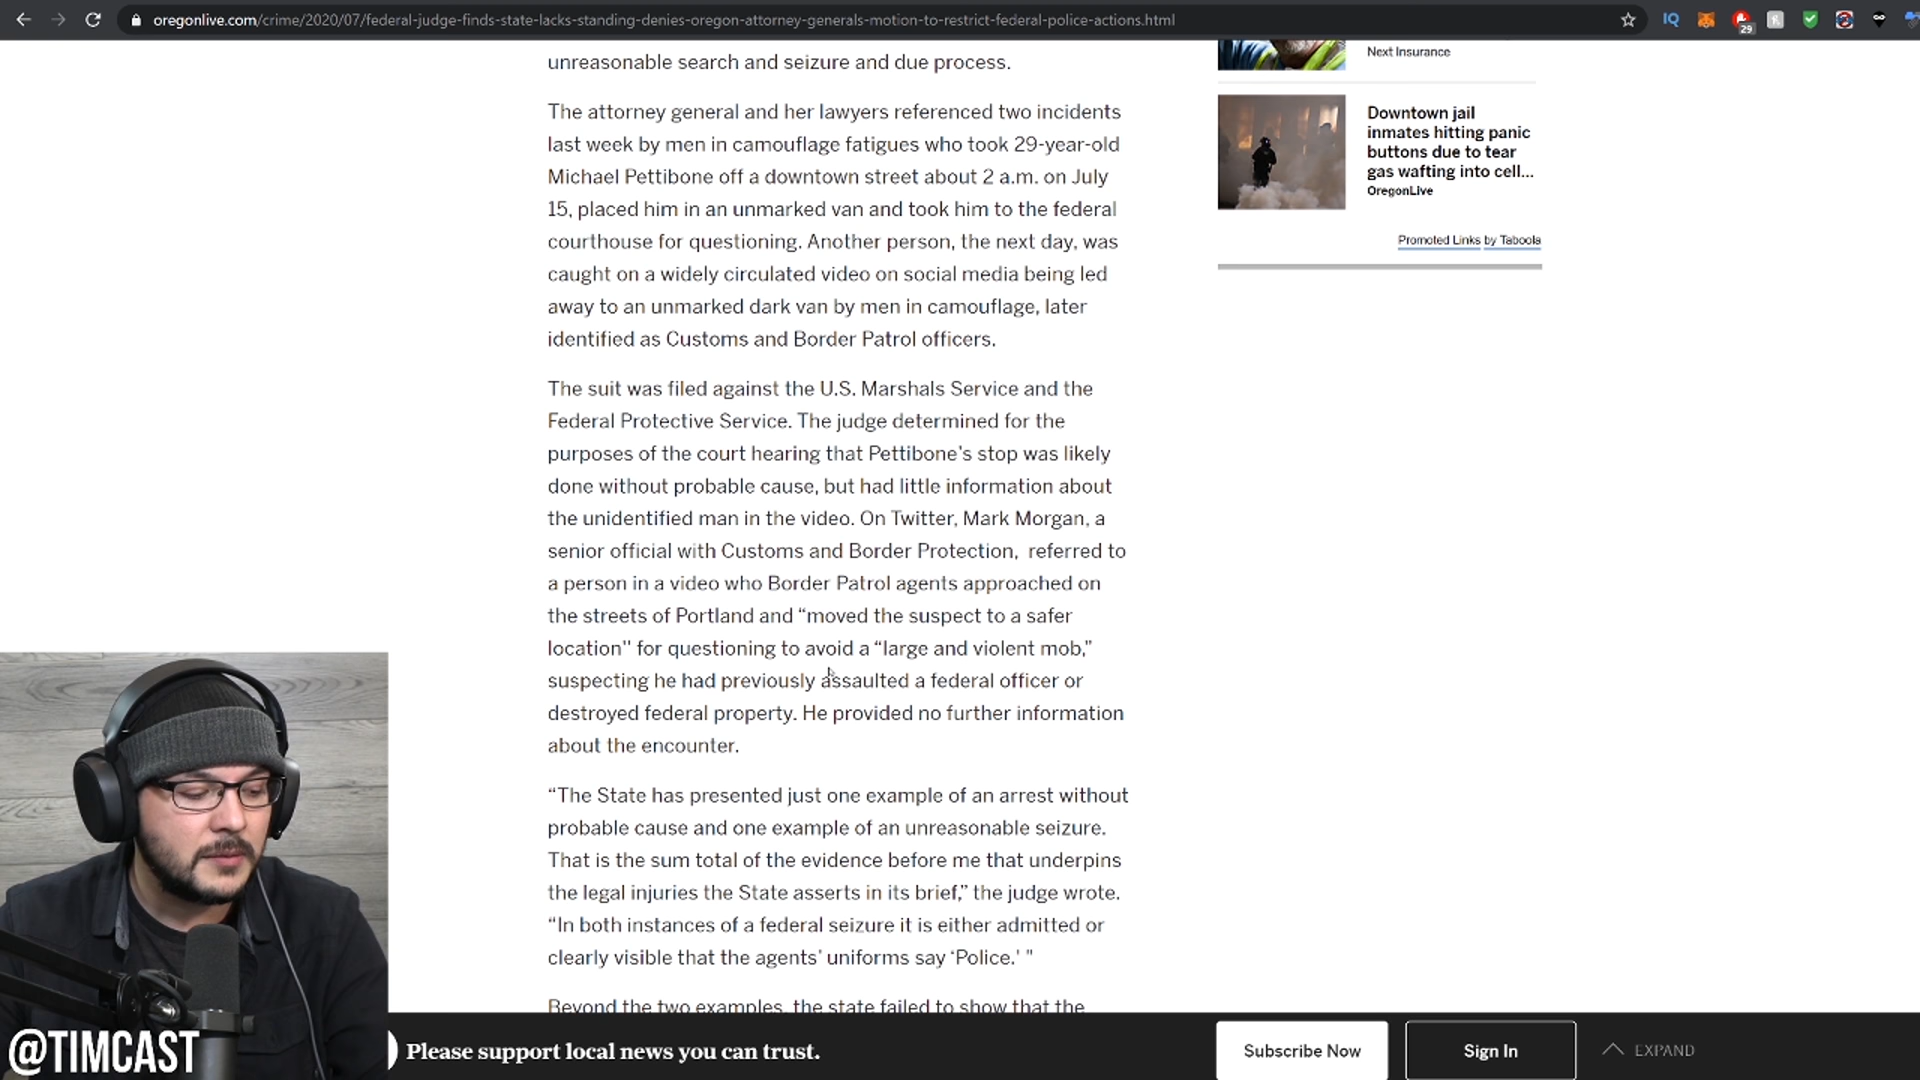 oregonlive.com/crime/2020/07/federal-judge-finds-state-lacks-standing-denies-oregon-attorney-generals-motion-to-restrict-federal-police-actions.html
IQ
29
unreasonable search and seizure and due process.
The attorney general and her lawyers referenced two incidents
last week by men in camouflage fatigues who took 29-year-old
Michael Pettibone off a downtown street about 2 a.m. on July
15, placed him in an unmarked van and took him to the federal
courthouse for questioning. Another person, the next day, was
caught on a widely circulated video on social media being led
away to an unmarked dark van by men in camouflage, later
identified as Customs and Border Patrol officers.
The suit was filed against the U.S. Marshals Service and the
Federal Protective Service. The judge determined for the
purposes of the court hearing that Pettibone's stop was likely
done without probable cause, but had little information about
the unidentified man in the video. On Twitter, Mark Morgan, a
senior official with Customs and Border Protection,  referred to
a person in a video who Border Patrol agents approached on
the streets of Portland and “moved the suspect to a safer
location'' for questioning to avoid a “large and violent mob,”
suspecting he had previously assaulted a federal officer or
destroyed federal property. He provided no further information
about the encounter.
“The State has presented just one example of an arrest without
probable cause and one example of an unreasonable seizure.
That is the sum total of the evidence before me that underpins
the legal injuries the State asserts in its brief,” the judge wrote.
“In both instances of a federal seizure it is either admitted or
clearly visible that the agents’ uniforms say ‘Police.’ "
Beyond the two examples, the state failed to show that the
Next Insurance
Downtown jail
inmates hitting panic
buttons due to tear
gas wafting into cell...
OregonLive
Promoted Links by Taboola
@TIMCAST
Please support local news you can trust.
Subscribe Now
Sign In
EXPAND